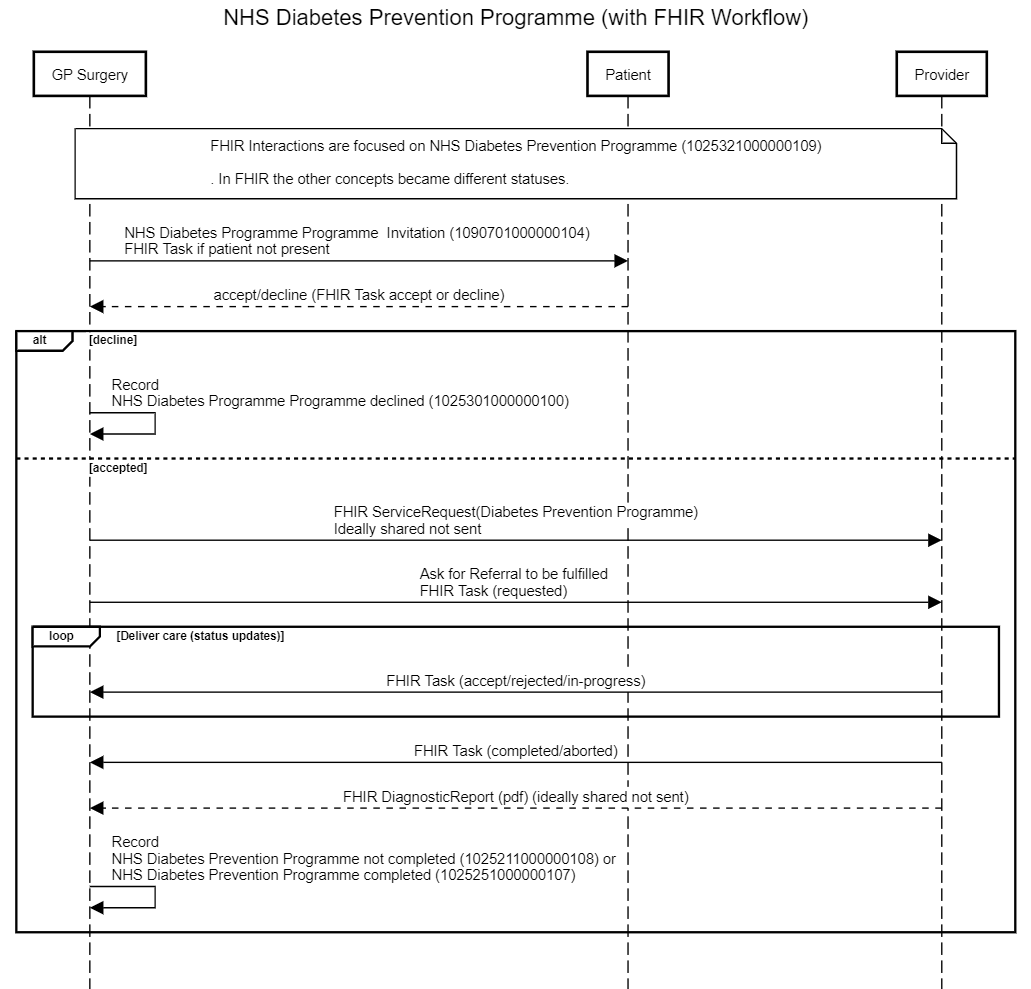 NHS Diabetes Prevention Programme (with FHIR Workflow)
GP Surgery
Patient
Provider
FHIR Interactions are focused on NHS Diabetes Prevention Programme (1025321000000109)
. In FHIR the other concepts became different statuses.
NHS Diabetes Programme Programme  Invitation (1090701000000104)
FHIR Task if patient not present
accept/decline (FHIR Task accept or decline)
alt
[decline]
Record
NHS Diabetes Programme Programme declined (1025301000000100)
[accepted]
FHIR ServiceRequest(Diabetes Prevention Programme)
Ideally shared not sent
Ask for Referral to be fulfilled
FHIR Task (requested)
loop
[Deliver care (status updates)]
FHIR Task (accept/rejected/in-progress)
FHIR Task (completed/aborted)
FHIR DiagnosticReport (pdf) (ideally shared not sent)
Record
NHS Diabetes Prevention Programme not completed (1025211000000108) or
NHS Diabetes Prevention Programme completed (1025251000000107)